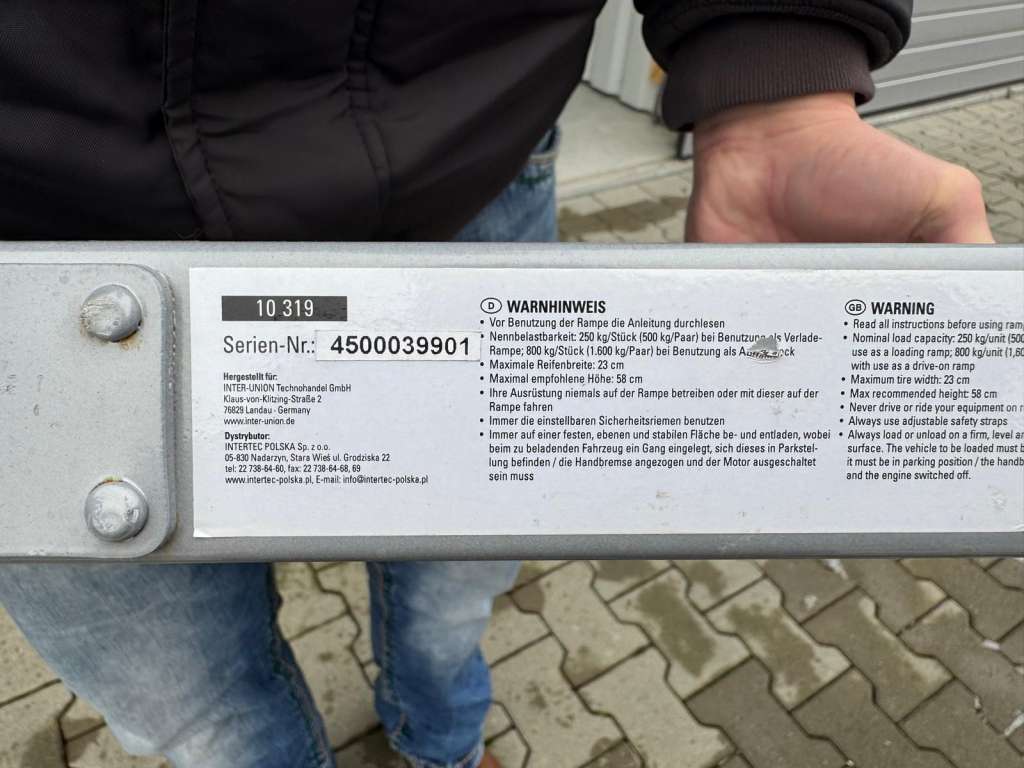 10 319
Serien-Nr.: 4500039901
Hergestellt für:
INTER-UNION Technohandel GmbH
Klaus-von-Klitzing-Straße 2
76829 Landau - Germany
www.inter-union.de
Dystrybutor:
INTERTEC POLSKA Sp. z o.o.
05-830 Nadarzyn, Stara Wieś ul. Grodziska 22
tel: 22 738-64-60, fax: 22 738-64-68, 69
www.intertec-polska.pl, E-mail: info@intertec-polska.pl
D WARNHINWEIS
• Vor Benutzung der Rampe die Anleitung durchlesen
• Nennbelastbarkeit: 250 kg/Stück (500 kg/Paar) bei Benutzung als Verlade-
Rampe; 800 kg/Stück (1.600 kg/Paar) bei Benutzung als
• Maximale Reifenbreite: 23 cm
• Maximal empfohlene Höhe: 58 cm
• Ihre Ausrüstung niemals auf der Rampe betreiben oder mit dieser auf der
Rampe fahren
• Immer die einstellbaren Sicherheitsriemen benutzen
• Immer auf einer festen, ebenen und stabilen Fläche be- und entladen, wobei
beim zu beladenden Fahrzeug ein Gang eingelegt, sich dieses in Parkstel-
lung befinden / die Handbremse angezogen und der Motor ausgeschaltet
sein muss
GB WARNING
• Read all instructions before using
• Nominal load capacity: 250 kg/unit
use as a loading ramp; 800 kg/unit
with use as a drive-on ramp
• Maximum tire width: 23 cm
• Max recommended height: 58 cm
• Never drive or ride your equipment on
• Always use adjustable safety straps
• Always load or unload on a firm, level
surface. The vehicle to be loaded must
it must be in parking position / the
and the engine switched off.